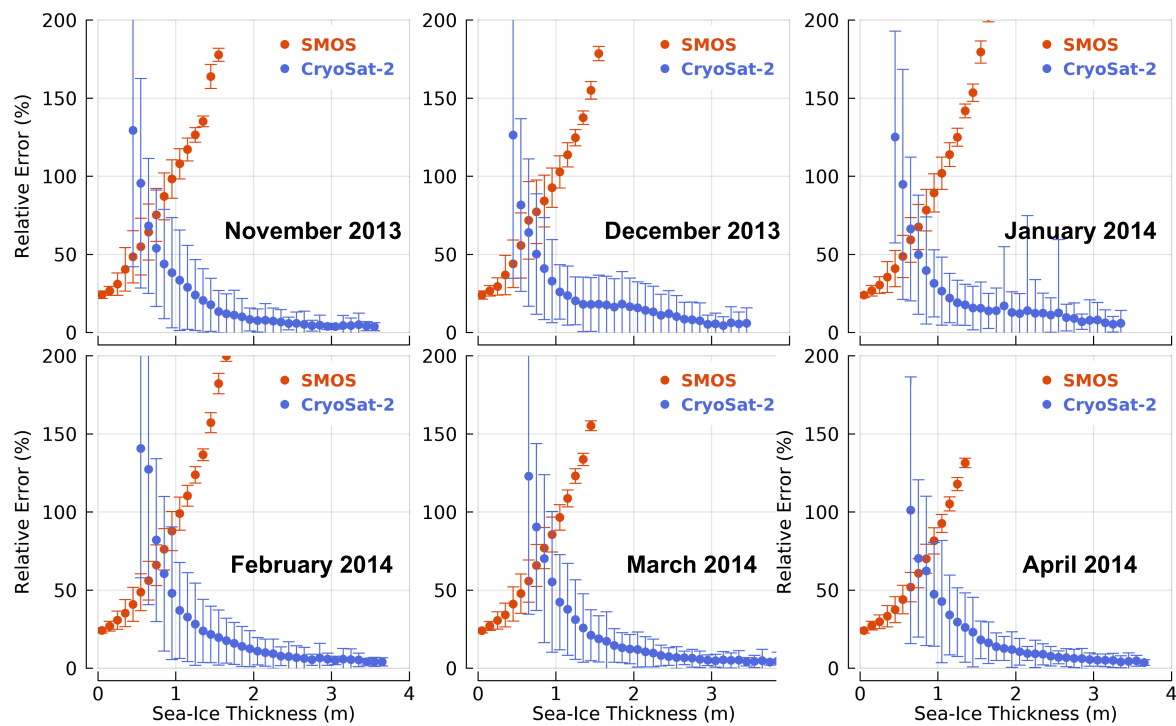 200
150
100
50
0
Relative Error (%)
SMOS
CryoSat-2
November 2013
200
150
100
50
0
SMOS
CryoSat-2
December 2013
200
150
100
50
0
SMOS
CryoSat-2
January 2014
200
150
100
50
0
Relative Error (%)
SMOS
CryoSat-2
February 2014
0 1 2 3 4
Sea-Ice Thickness (m)
200
150
100
50
0
SMOS
CryoSat-2
March 2014
0 1 2 3
Sea-Ice Thickness (m)
200
150
100
50
0
Relative Error (%)
SMOS
CryoSat-2
April 2014
0 1 2 3 4
Sea-Ice Thickness (m)